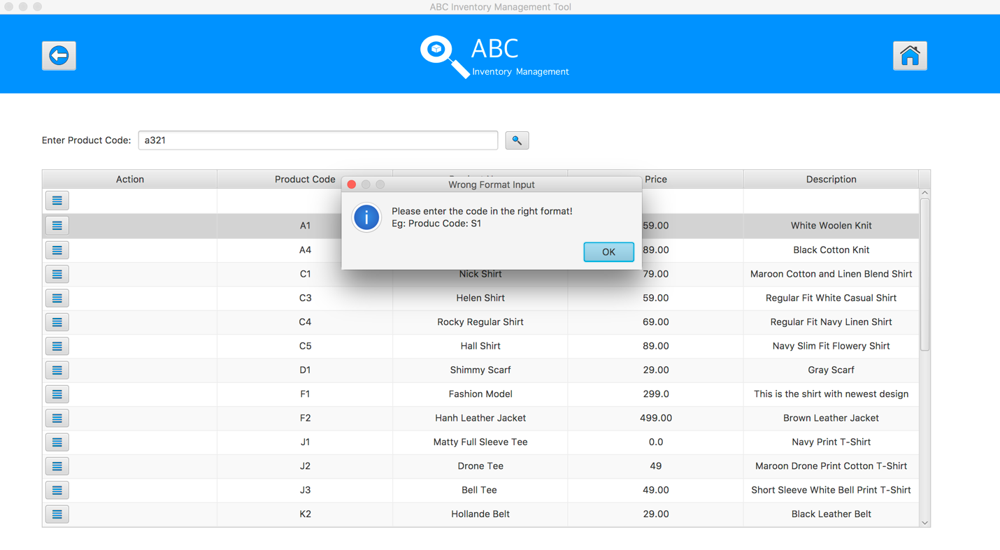 ABC Inventory Management Tool
ABC
Inventory Management
Enter Product Code: a321
Action Product Code Price Description
Wrong Format Input
Please enter the code in the right format!
Eg: Produc Code: S1
OK
A1 59.00 White Woolen Knit
A4 89.00 Black Cotton Knit
C1 Nick Shirt 79.00 Maroon Cotton and Linen Blend Shirt
C3 Helen Shirt 59.00 Regular Fit White Casual Shirt
C4 Rocky Regular Shirt 69.00 Regular Fit Navy Linen Shirt
C5 Hall Shirt 89.00 Navy Slim Fit Flowery Shirt
D1 Shimmy Scarf 29.00 Gray Scarf
F1 Fashion Model 299.0 This is the shirt with newest design
F2 Hanh Leather Jacket 499.00 Brown Leather Jacket
J1 Matty Full Sleeve Tee 0.0 Navy Print T-Shirt
J2 Drone Tee 49 Maroon Drone Print Cotton T-Shirt
J3 Bell Tee 49.00 Short Sleeve White Bell Print T-Shirt
K2 Hollande Belt 29.00 Black Leather Belt